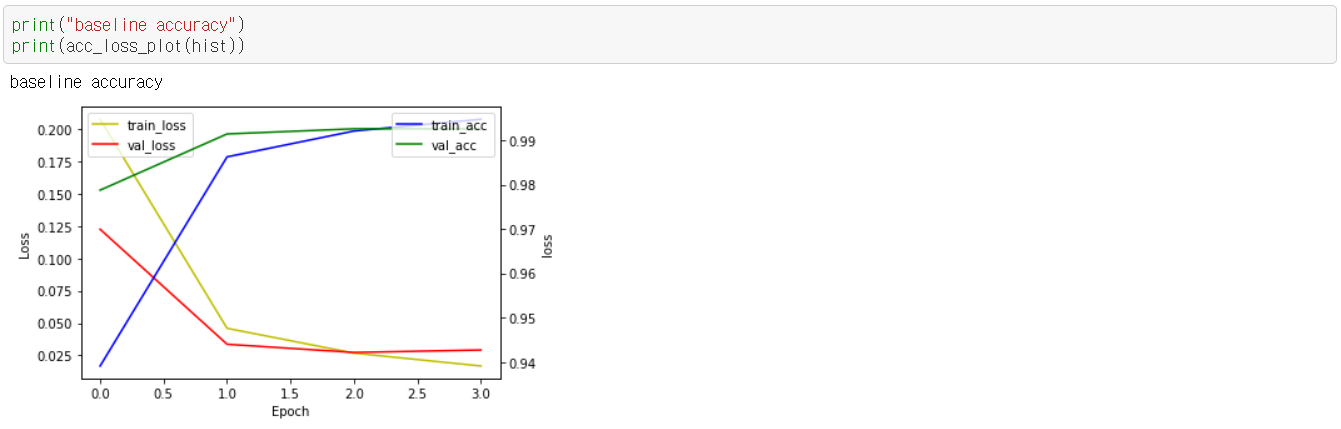 print("baseline accuracy")
print(acc_loss_plot(hist))
baseline accuracy
train_loss
val_loss
train_acc
val_acc
0.200
0.175
0.150
0.125
0.100
0.075
0.050
0.025
Loss
0.99
0.98
0.97
0.96
0.95
0.94
loss
0.0 0.5 1.0 1.5 2.0 2.5 3.0
Epoch